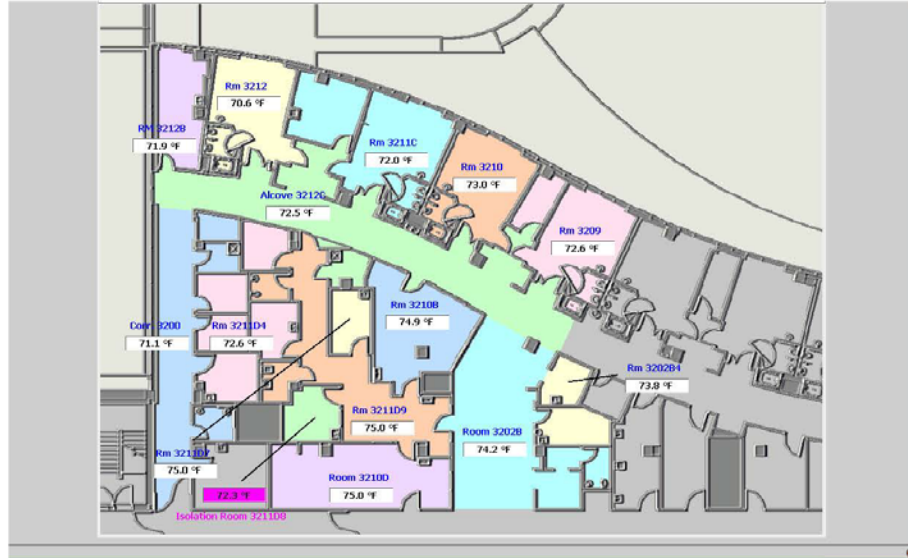 Rm 3212
70.6 °F
RM 3212B
71.9 °F
Rm 3211C
72.0 °F
Rm 3210
73.0 °F
Alcove 3212C
72.5 °F
Rm 3209
72.6 °F
Rm 3210B
74.9 °F
Corr 3200
71.1 °F
Rm 3211D4
72.6 °F
Rm 3202B4
73.8 °F
Rm 3211D9
75.0 °F
Room 3202B
74.2 °F
Rm 3211D7
75.0 °F
Room 3210D
75.0 °F
72.3 °F
Isolation Room 3211D8